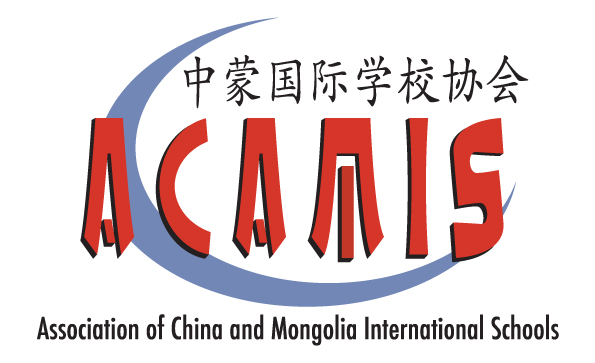 中蒙国际学校协会
ACAMIS
Association of China and Mongolia International Schools